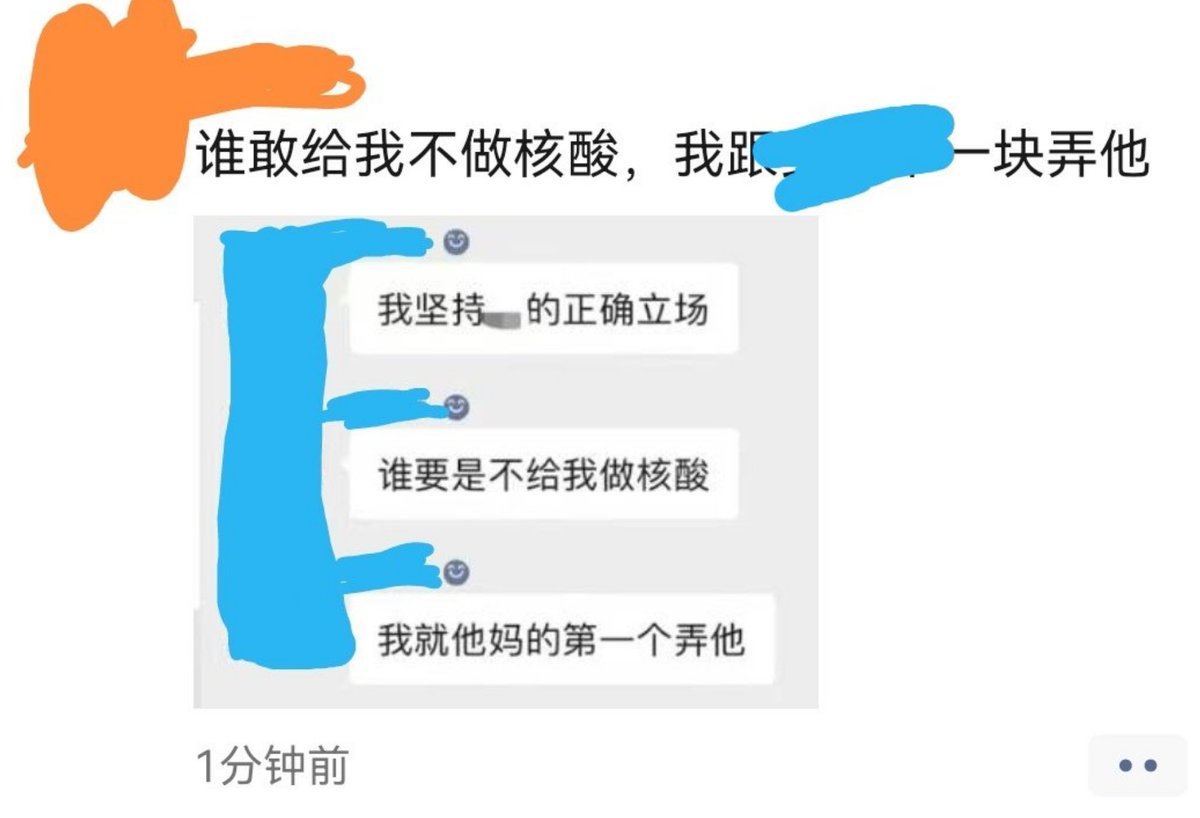 谁敢给我不做核酸，我跟一块弄他
我坚持的正确立场
谁要是不给我做核酸
我就他妈的第一个弄他
1分钟前